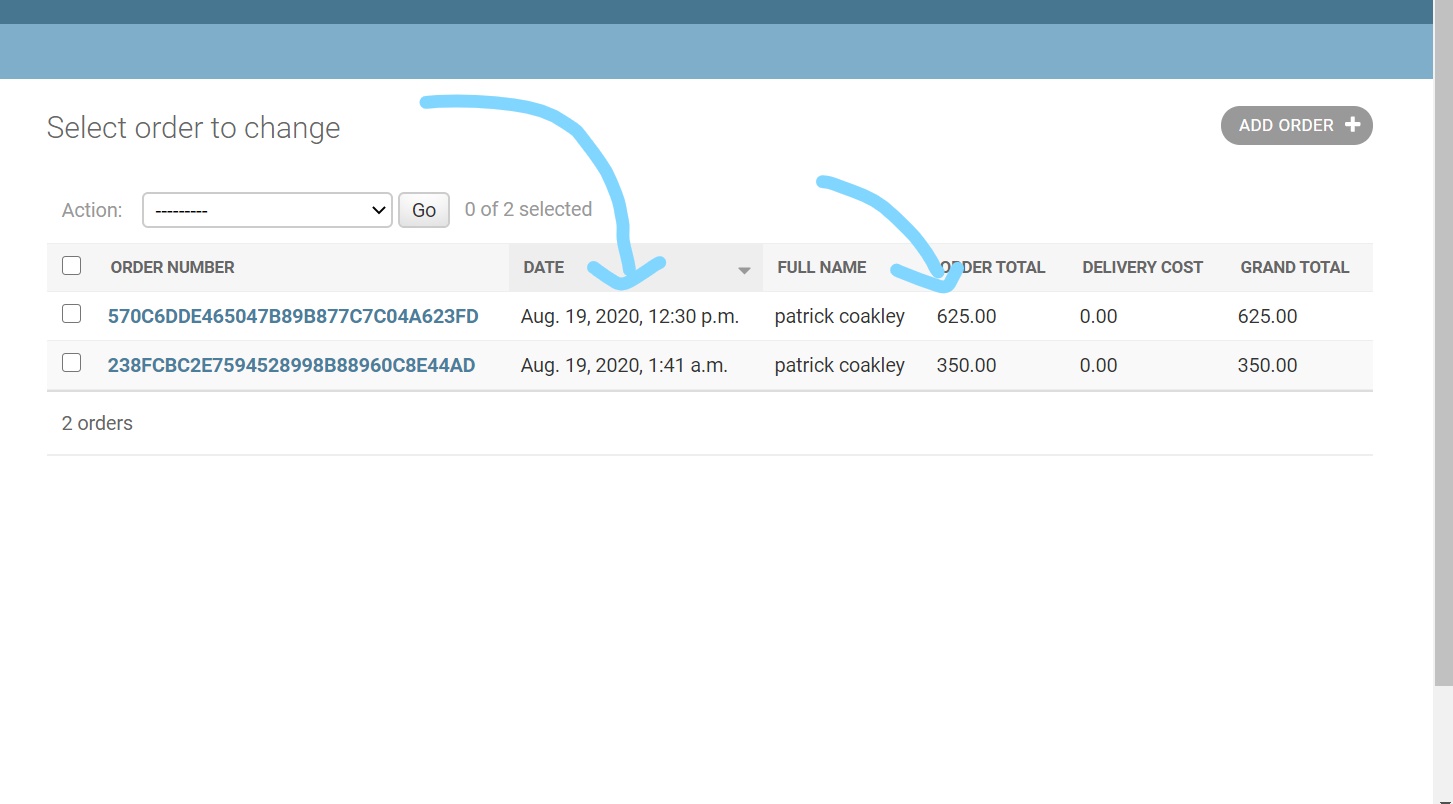 Select order to change
ADD ORDER +
Action: --------- Go 0 of 2 selected
ORDER NUMBER DATE FULL NAME ORDER TOTAL DELIVERY COST GRAND TOTAL
570C6DDE465047B89B877C7C04A623FD Aug. 19, 2020, 12:30 p.m. patrick coakley 625.00 0.00 625.00
238FCBC2E7594528998B88960C8E44AD Aug. 19, 2020, 1:41 a.m. patrick coakley 350.00 0.00 350.00
2 orders